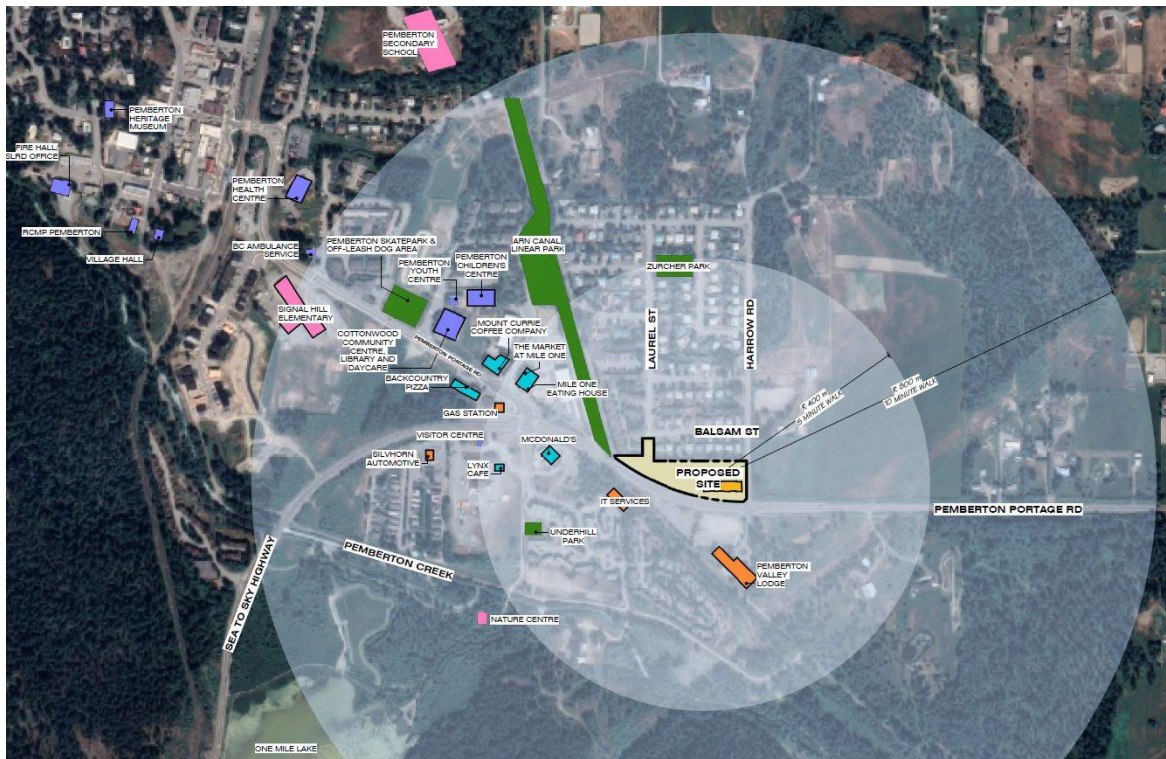 PEMBERTON
SECONDARY
SCHOOL
PEMBERTON
HERITAGE
MUSEUM
FIRE HALL/
SLRD OFFICE
PEMBERTON
HEALTH
CENTRE
RCMP PEMBERTON
VILLAGE HALL
BC AMBULANCE
SERVICE
PEMBERTON SKATEPARK &
OFF-LEASH DOG AREA
PEMBERTON
YOUTH
CENTRE
PEMBERTON
CHILDREN'S
CENTRE
ARN CANAL
LINEAR PARK
ZURCHER PARK
SIGNAL HILL
ELEMENTARY
LAUREL ST
HARROW RD
COTTONWOOD
COMMUNITY
CENTRE,
LIBRARY AND
DAYCARE
PEMBERTON PORTAGE RD
MOUNT CURRIE
COFFEE COMPANY
THE MARKET
AT MILE ONE
BACKCOUNTRY
PIZZA
MILE ONE
EATING HOUSE
GAS STATION
R 400 m
5 MINUTE WALK
R 800 m
10 MINUTE WALK
VISITOR CENTRE
MCDONALD'S
BALSAM ST
SILVHORN
AUTOMOTIVE
LYNX
CAFE
PROPOSED
SITE
IT SERVICES
PEMBERTON PORTAGE RD
UNDERHILL
PARK
PEMBERTON CREEK
PEMBERTON
VALLEY
LODGE
SEA TO SKY HIGHWAY
NATURE CENTRE
ONE MILE LAKE